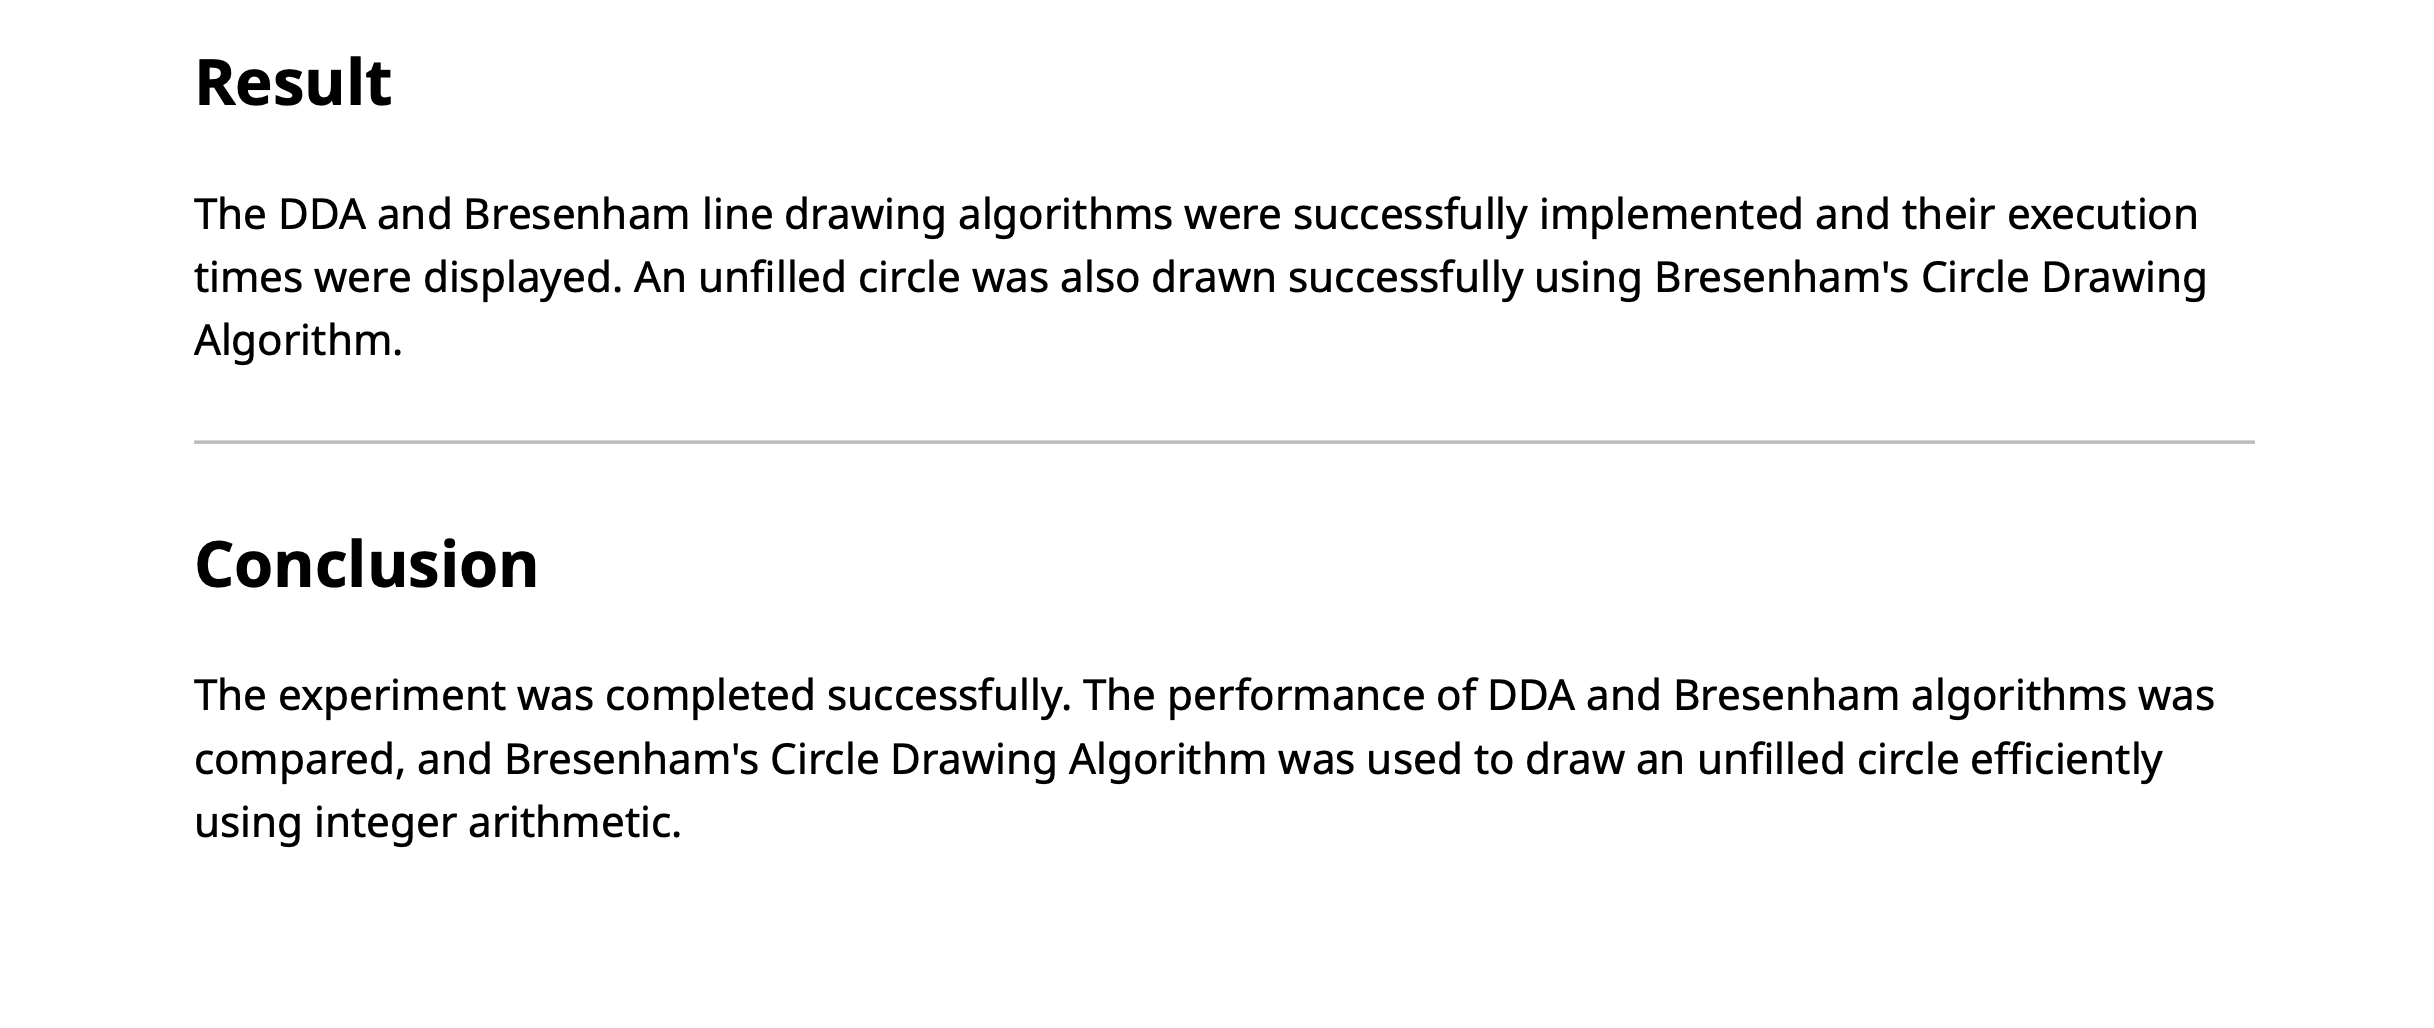 Result
The DDA and Bresenham line drawing algorithms were successfully implemented and their execution
times were displayed. An unfilled circle was also drawn successfully using Bresenham's Circle Drawing
Algorithm.
Conclusion
The experiment was completed successfully. The performance of DDA and Bresenham algorithms was
compared, and Bresenham's Circle Drawing Algorithm was used to draw an unfilled circle efficiently
using integer arithmetic.